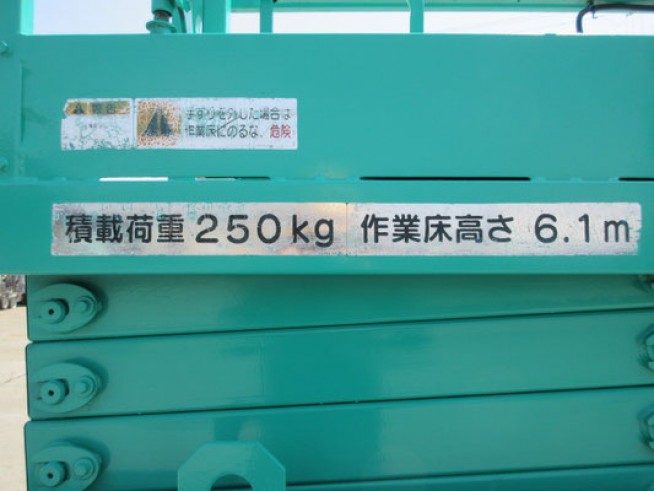 手すりを外した場合は
作業床にのるな 危険
積載荷重 250kg 作業床高さ 6.1m